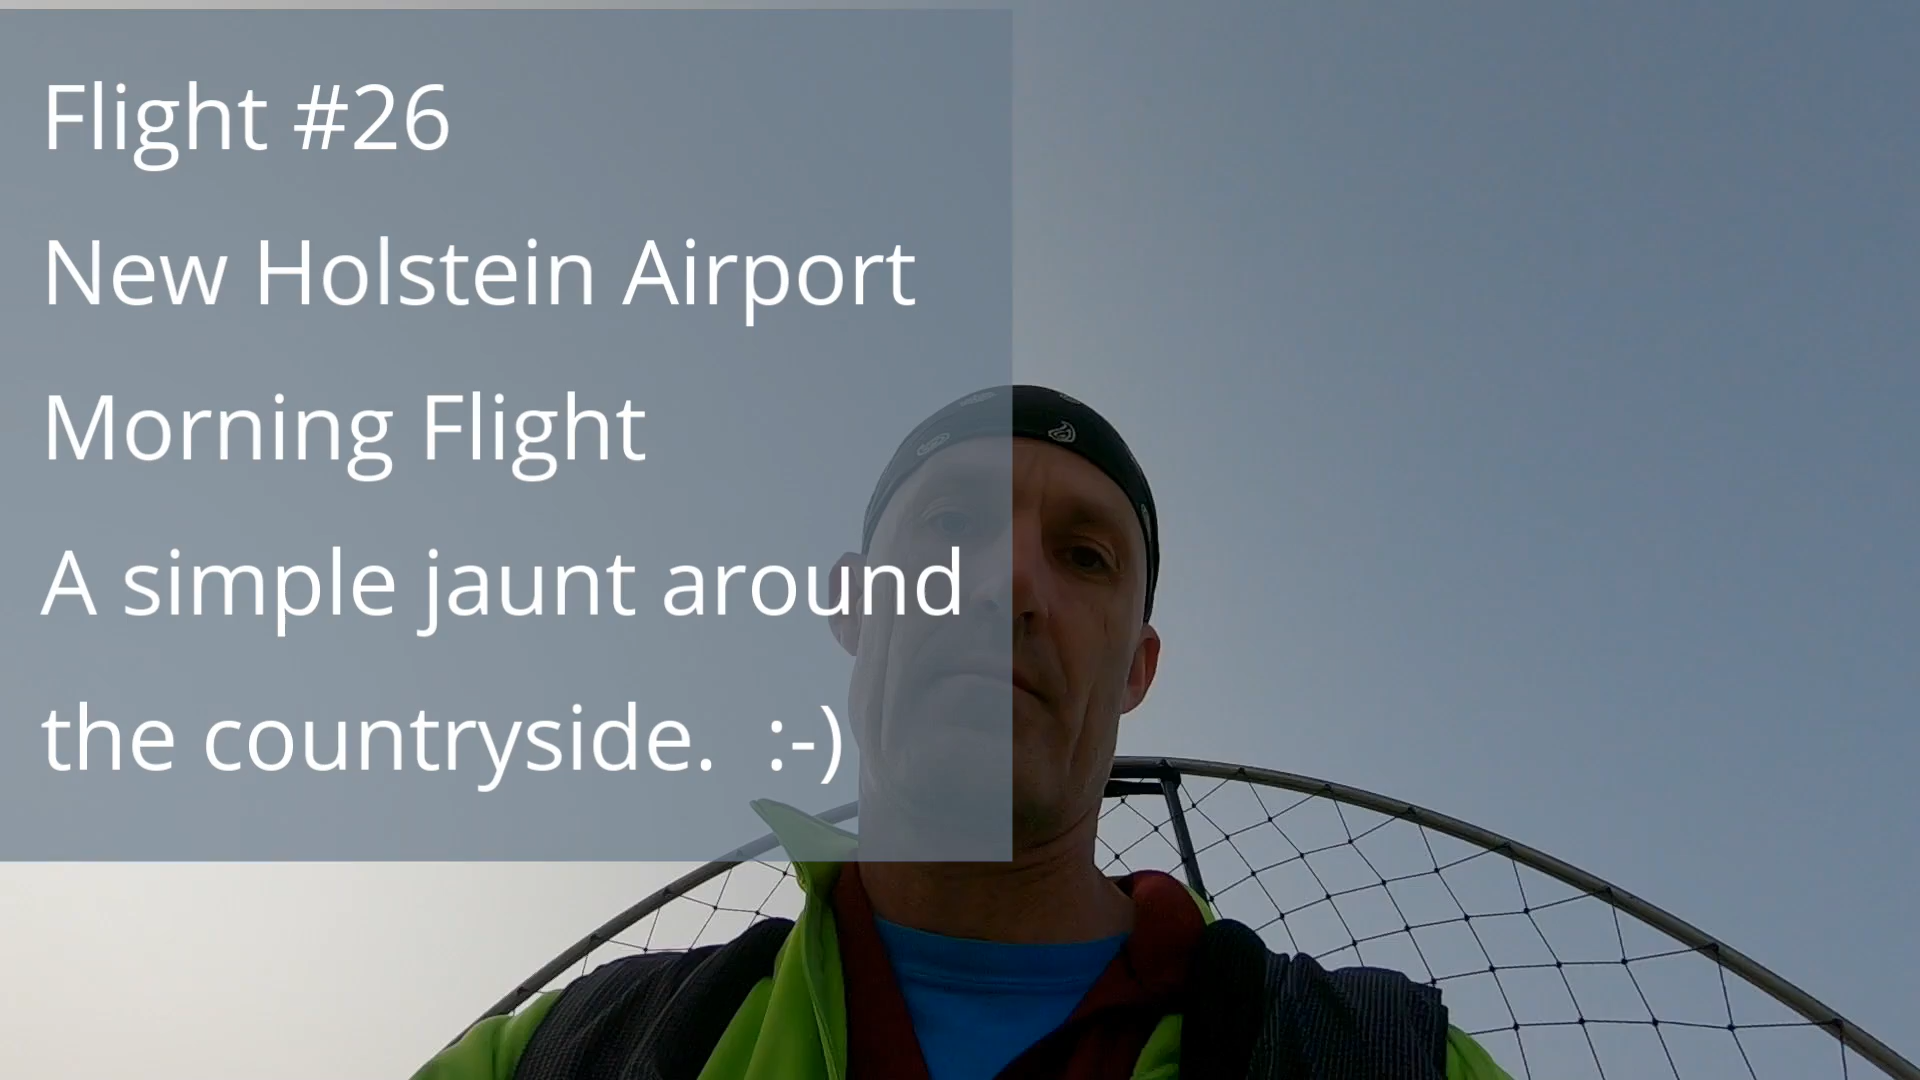 Flight #26
New Holstein Airport
Morning Flight
A simple jaunt around
the countryside.  :-)